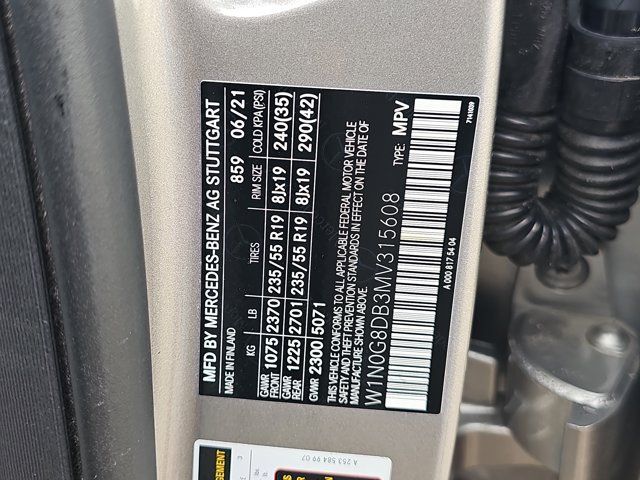 MFD BY MERCEDES-BENZ AG STUTTGART
MADE IN FINLAND 859 06/21
KG LB TIRES RIM SIZE COLD KPA (PSI)
GAWR FRONT 1075 2370 235/55 R19 8Jx19 240(35)
GAWR REAR 1225 2701 235/55 R19 8Jx19 290(42)
GVWR 2300 5071
THIS VEHICLE CONFORMS TO ALL APPLICABLE FEDERAL MOTOR VEHICLE
SAFETY AND THEFT PREVENTION STANDARDS IN EFFECT ON THE DATE OF
MANUFACTURE SHOWN ABOVE.
W1N0G8DB3MV315608 TYPE: MPV
A 000 817 54 04 7141039
A 253 584 99 07